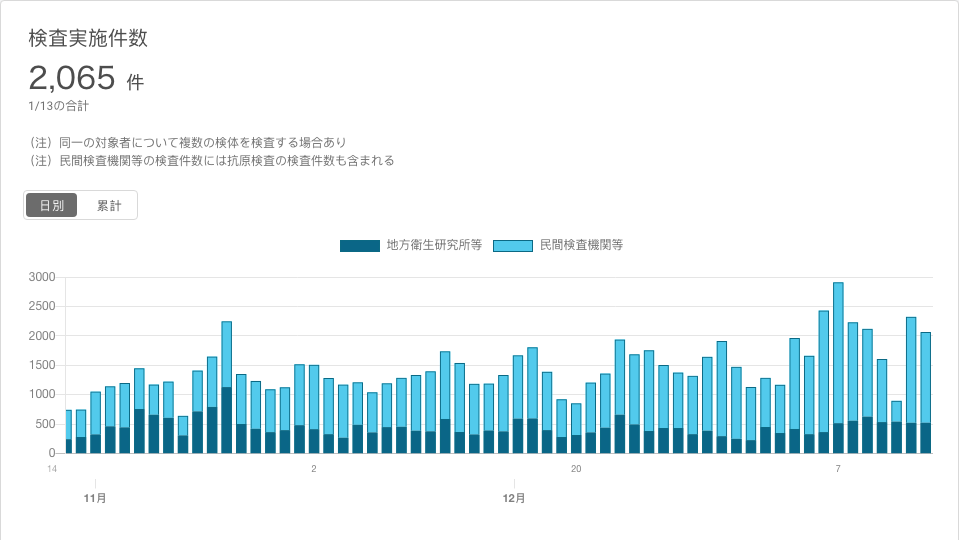 検査実施件数
2,065 件
1/13の合計
（注）同一の対象者について複数の検体を検査する場合あり
（注）民間検査機関等の検査件数には抗原検査の検査件数も含まれる
日別 累計
地方衛生研究所等 民間検査機関等
3000
2500
2000
1500
1000
500
0
14 2 20 7
11月 12月